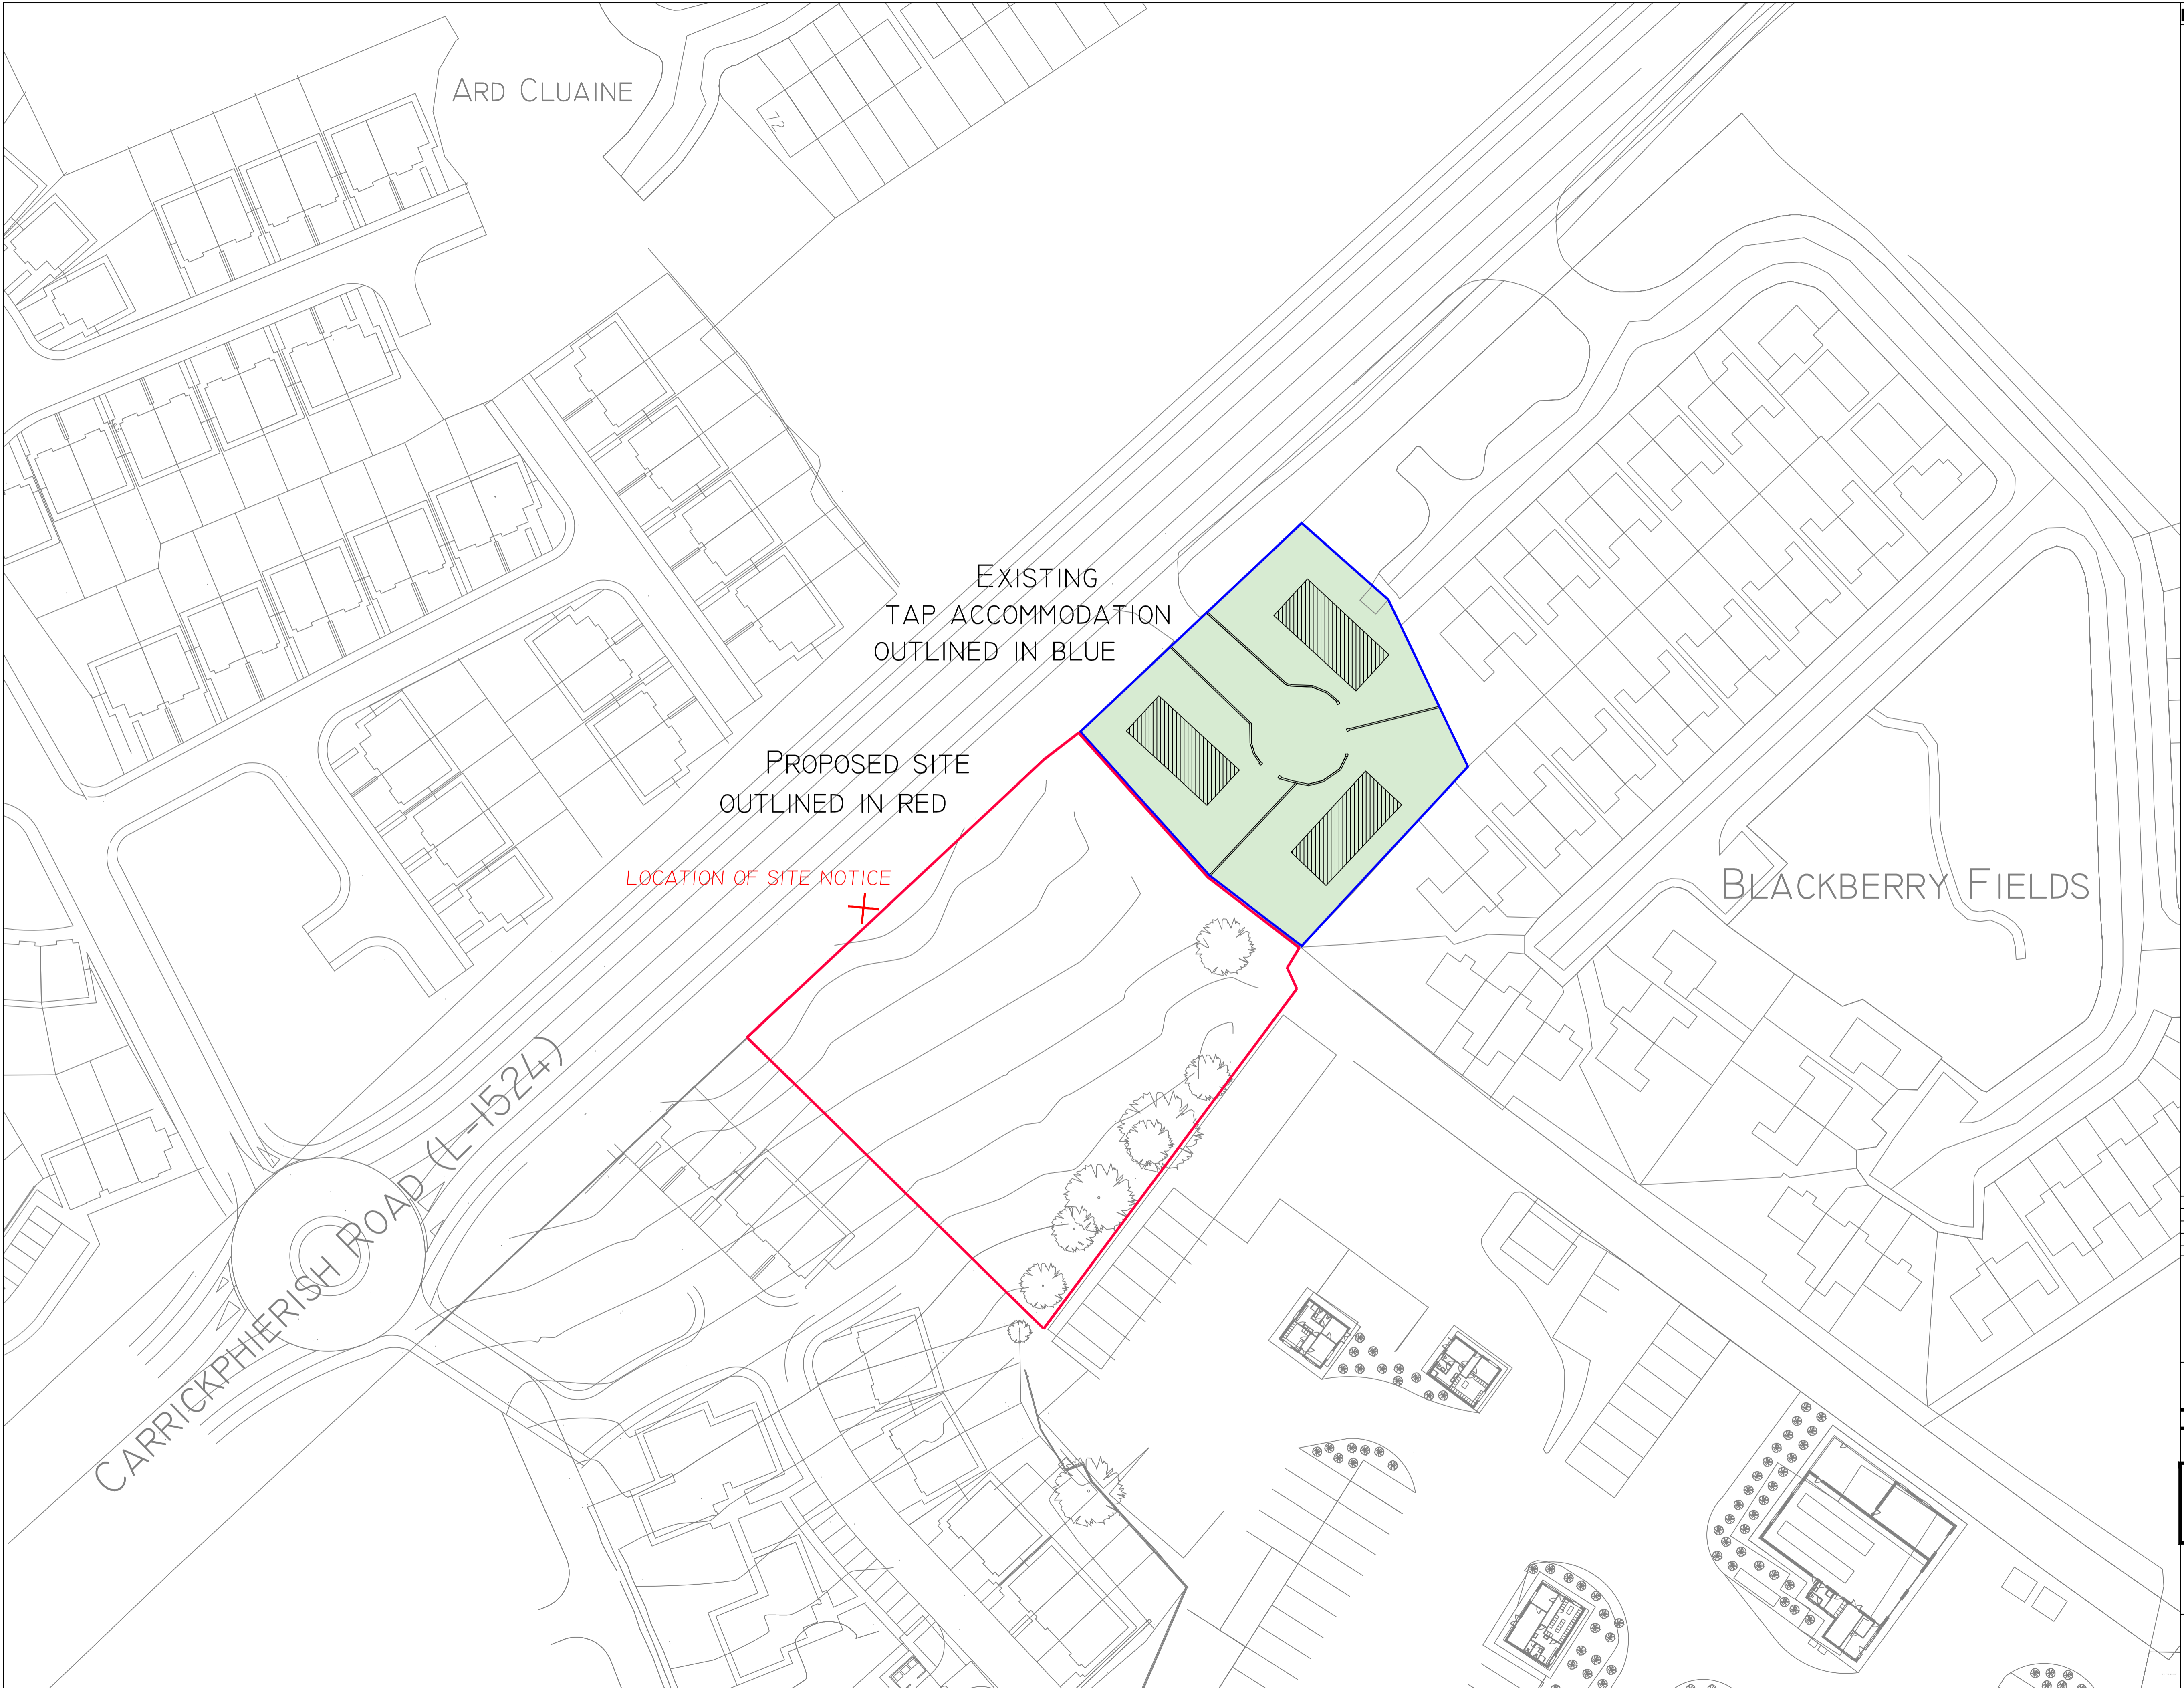 ARD CLUAINE
72
EXISTING
TAP ACCOMMODATION
OUTLINED IN BLUE
PROPOSED SITE
OUTLINED IN RED
LOCATION OF SITE NOTICE
BLACKBERRY FIELDS
CARRICKPHIERISH ROAD (L-1524)